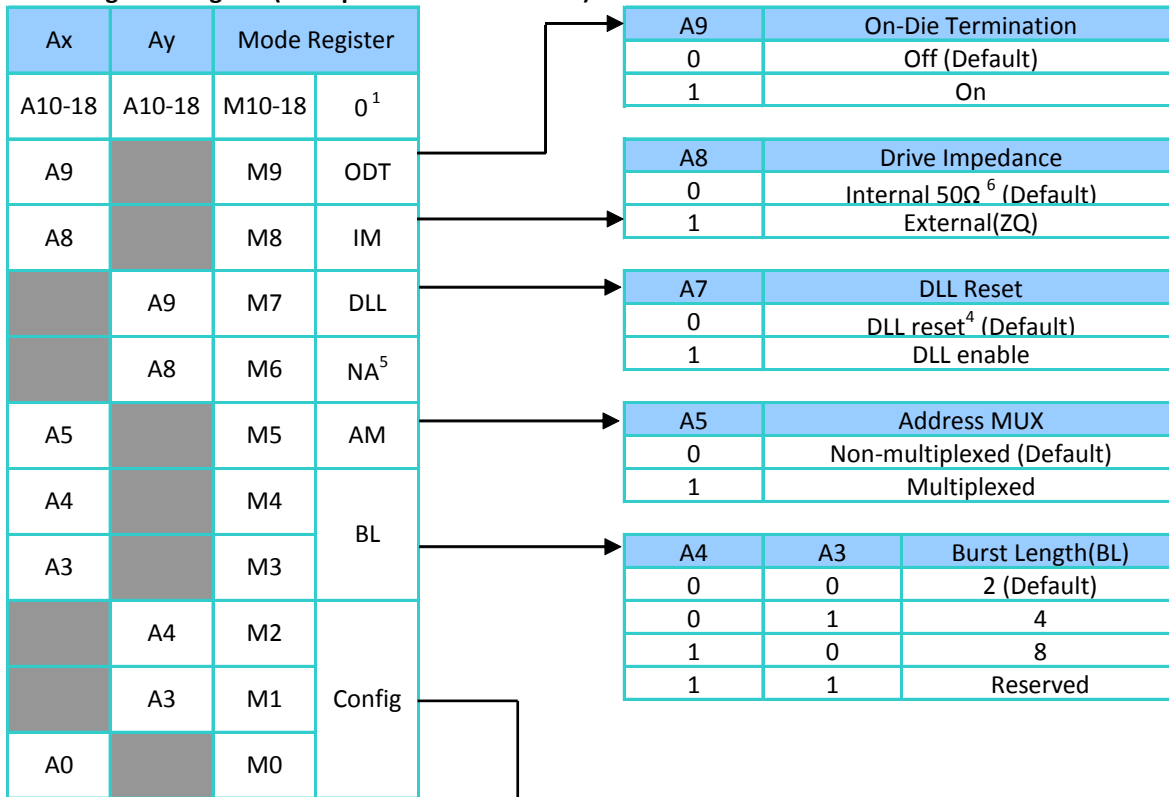 Ax Ay Mode Register
A10-18 A10-18 M10-18 0¹
A9 M9 ODT
A8 M8 IM
A9 M7 DLL
A8 M6 NA⁵
A5 M5 AM
A4 M4
BL
A3 M3
A4 M2
A3 M1 Config
A0 M0
A9 On-Die Termination
0 Off (Default)
1 On
A8 Drive Impedance
0 Internal 50Ω ⁶ (Default)
1 External(ZQ)
A7 DLL Reset
0 DLL reset⁴ (Default)
1 DLL enable
A5 Address MUX
0 Non-multiplexed (Default)
1 Multiplexed
A4 A3 Burst Length(BL)
0 0 2 (Default)
0 1 4
1 0 8
1 1 Reserved